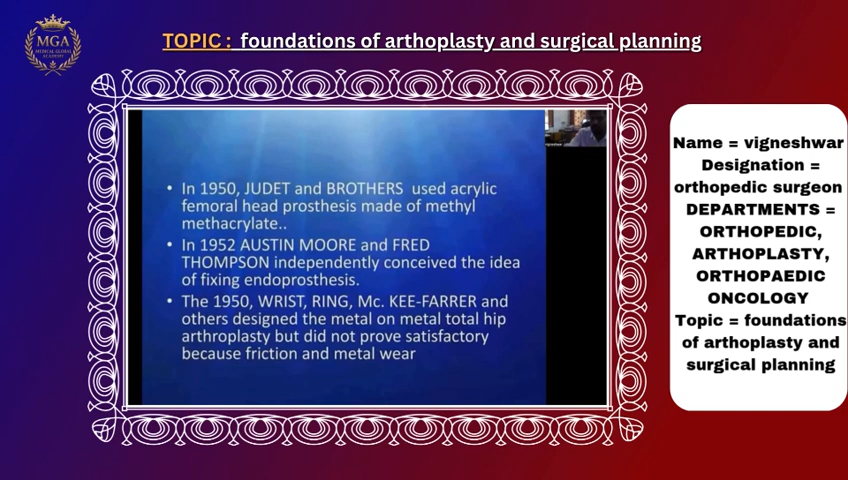 MGA
MEDICAL GLOBAL
ACADEMY
TOPIC : foundations of arthoplasty and surgical planning
• In 1950, JUDET and BROTHERS used acrylic
femoral head prosthesis made of methyl
methacrylate..
• In 1952 AUSTIN MOORE and FRED
THOMPSON independently conceived the idea
of fixing endoprosthesis.
• The 1950, WRIST, RING, Mc. KEE-FARRER and
others designed the metal on metal total hip
arthroplasty but did not prove satisfactory
because friction and metal wear
vigneshwar
Name = vigneshwar
Designation =
orthopedic surgeon
DEPARTMENTS =
ORTHOPEDIC,
ARTHOPLASTY,
ORTHOPAEDIC
ONCOLOGY
Topic = foundations
of arthoplasty and
surgical planning